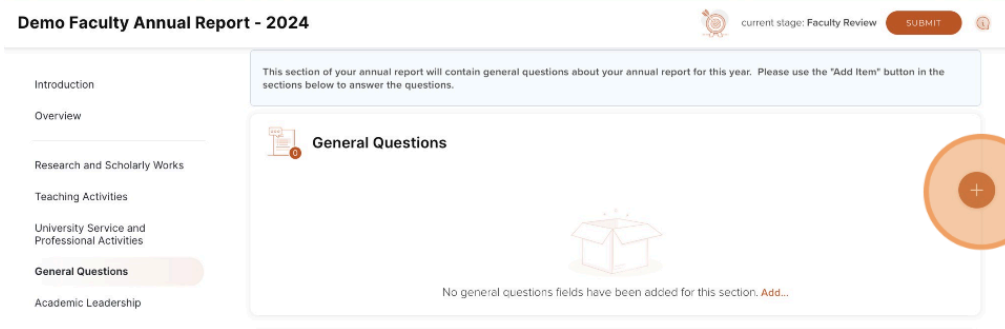 Demo Faculty Annual Report - 2024
current stage: Faculty Review
SUBMIT
Introduction
Overview
Research and Scholarly Works
Teaching Activities
University Service and
Professional Activities
General Questions
Academic Leadership
This section of your annual report will contain general questions about your annual report for this year. Please use the "Add Item" button in the
sections below to answer the questions.
0
General Questions
+
No general questions fields have been added for this section. Add...